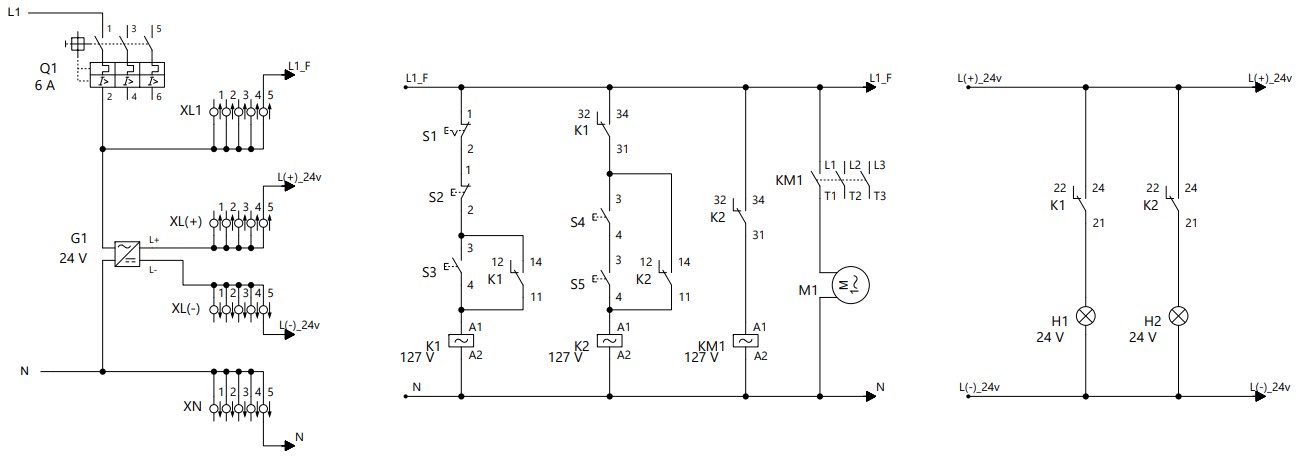 L1
1 3 5
Q1
6 A
2 4 6
L1_F
XL1
1 2 3 4 5
L(+)_24v
XL(+)
1 2 3 4 5
G1
24 V
L+
L-
XL(-)
1 2 3 4 5
L(-)_24v
N
XN
1 2 3 4 5
N
L1_F
L1_F
S1
1
2
S2
1
2
S3
3
4
K1
12 14
11
K1
127 V
A1
A2
K1
32 34
31
S4
3
4
S5
3
4
K2
12 14
11
K2
127 V
A1
A2
K2
32 34
31
KM1
127 V
A1
A2
KM1
L1 L2 L3
T1 T2 T3
M1
M
1~
N
N
L(+)_24v
L(+)_24v
22 24
K1
21
22 24
K2
21
H1
24 V
H2
24 V
L(-)_24v
L(-)_24v